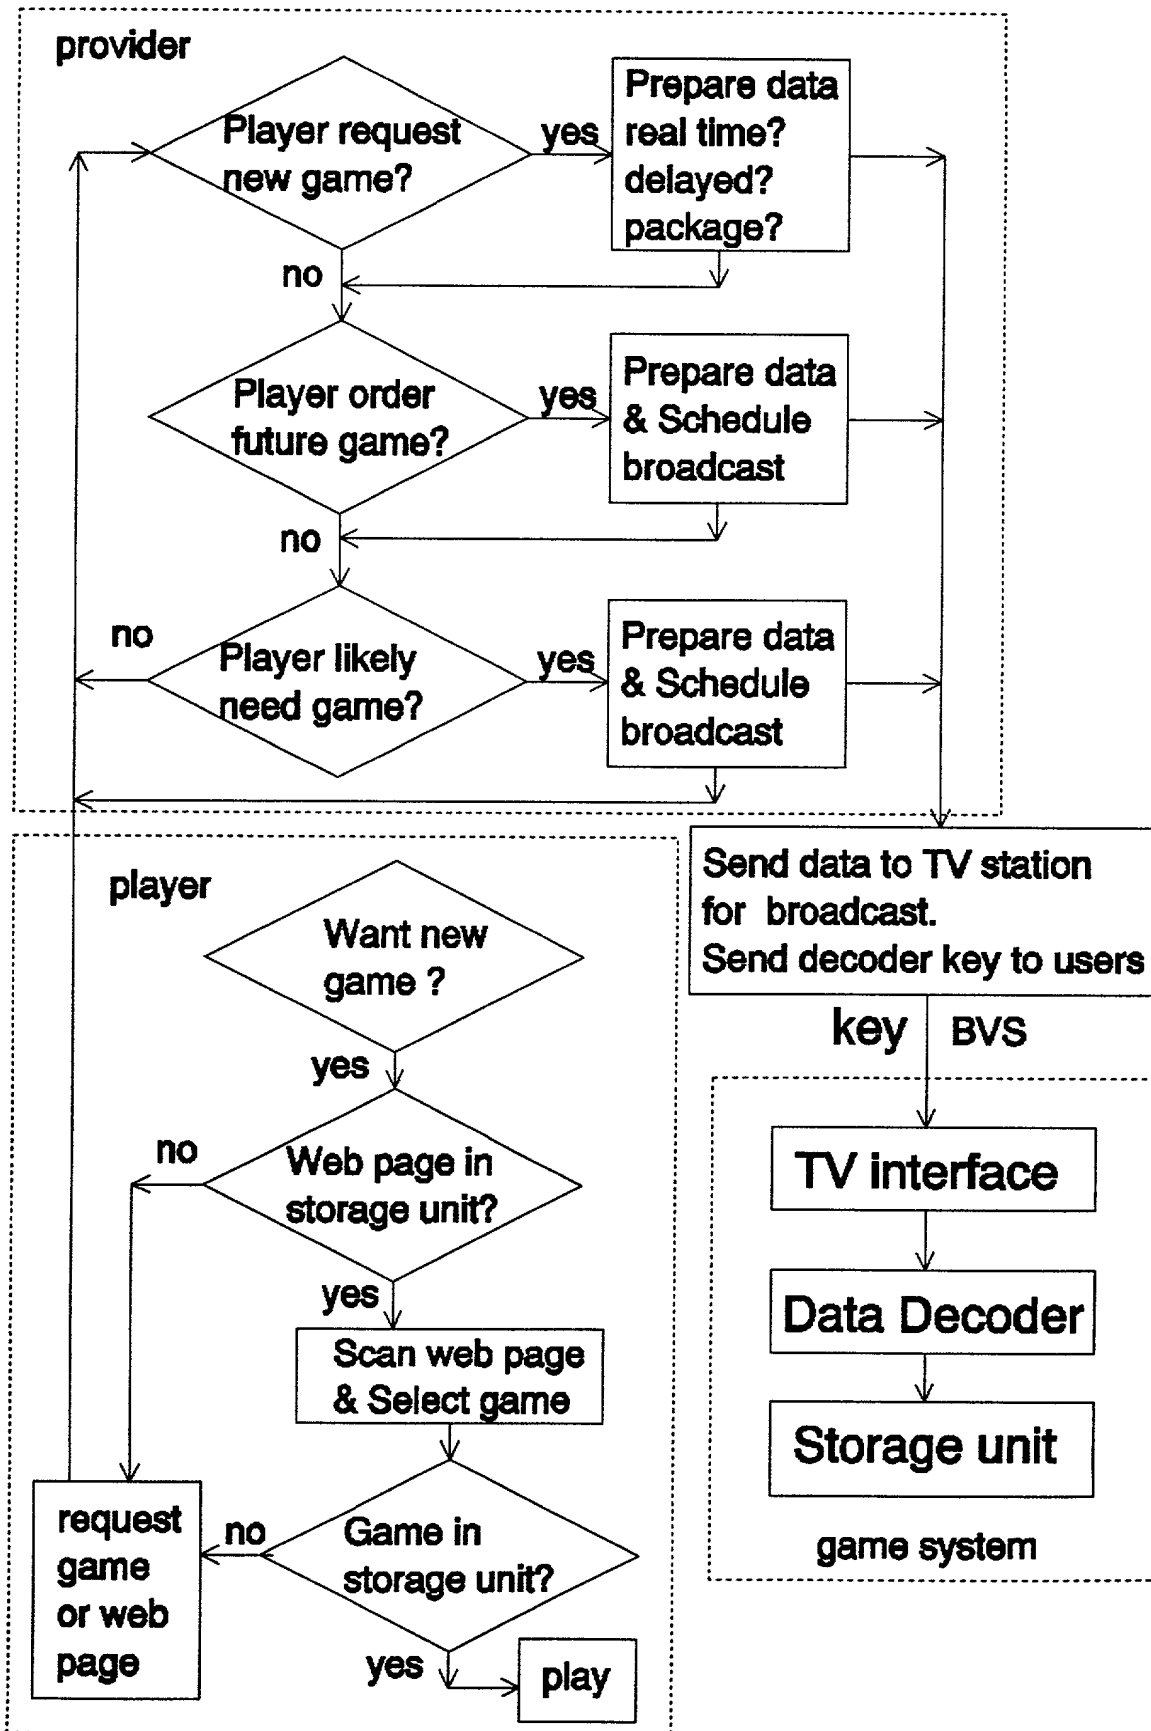 provider
Player request
new game?
yes
Prepare data
real time?
delayed?
package?
no
Player order
future game?
yes
Prepare data
& Schedule
broadcast
no
no
Player likely
need game?
yes
Prepare data
& Schedule
broadcast
player
Want new
game ?
yes
Send data to TV station
for broadcast.
Send decoder key to users
key
BVS
no
Web page in
storage unit?
yes
Scan web page
& Select game
request
game
or web
page
no
Game in
storage unit?
yes
play
TV interface
Data Decoder
Storage unit
game system